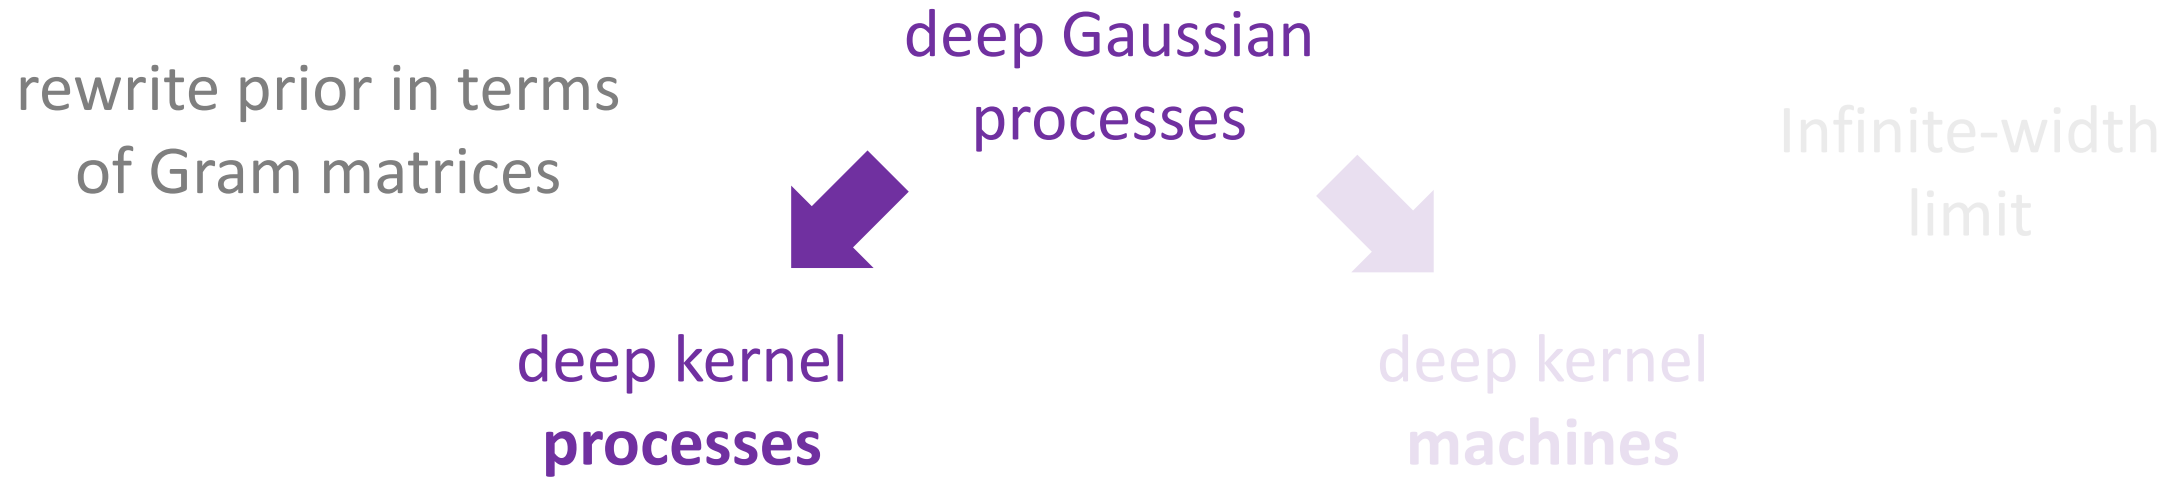 deep Gaussian
processes
rewrite prior in terms
of Gram matrices
Infinite-width
limit
deep kernel
processes
deep kernel
machines